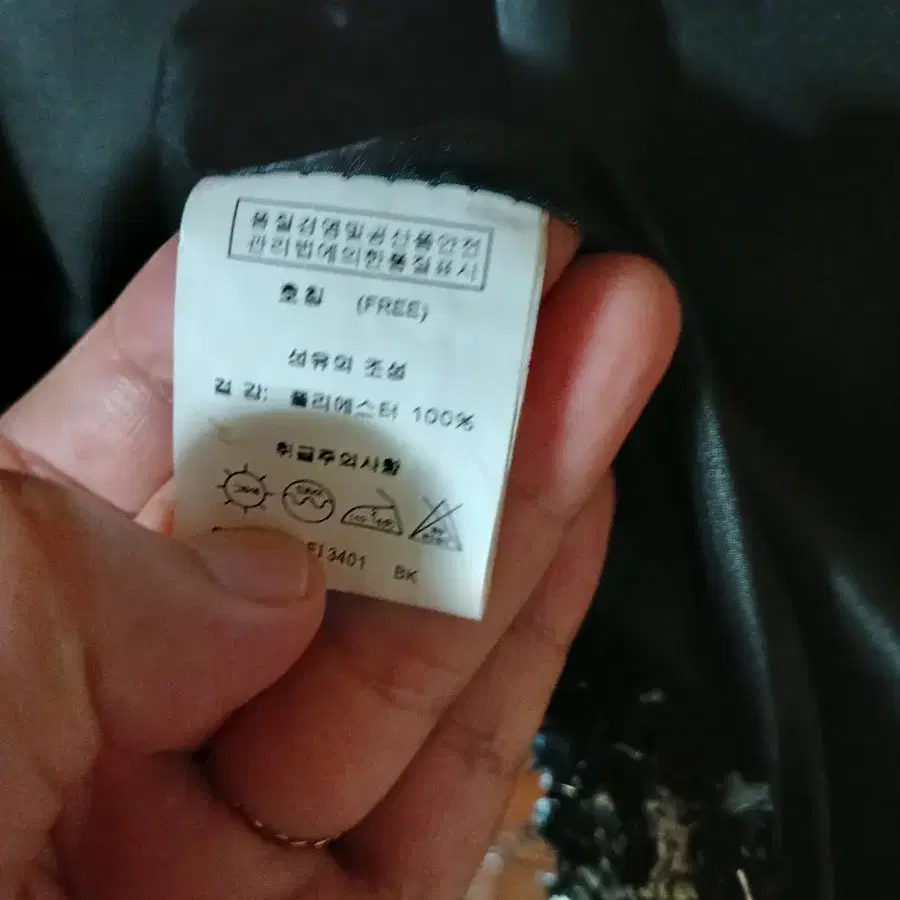 품질경영및공산품안전
관리법에의한품질표시
호칭 (FREE)
섬유의 조성
겉 감: 폴리에스터 100%
취급주의사항
13401 BK